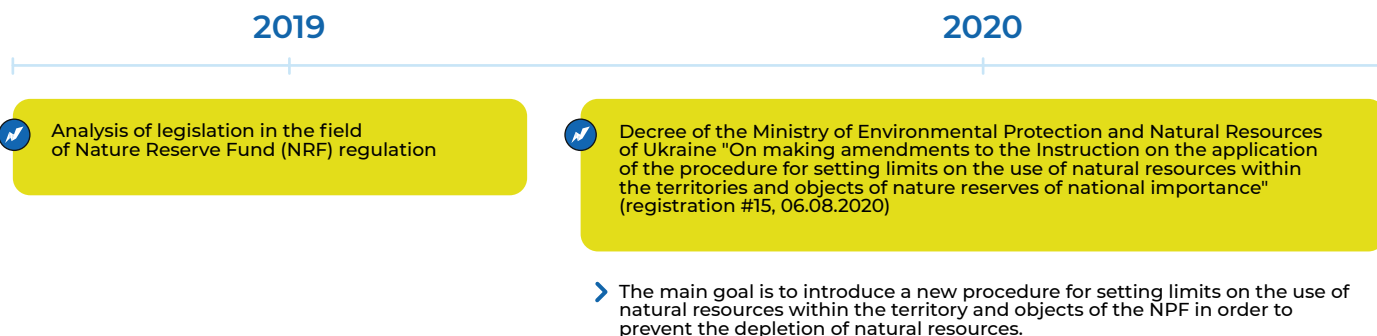 2019
2020
Analysis of legislation in the field
of Nature Reserve Fund (NRF) regulation
Decree of the Ministry of Environmental Protection and Natural Resources
of Ukraine "On making amendments to the Instruction on the application
of the procedure for setting limits on the use of natural resources within
the territories and objects of nature reserves of national importance"
(registration #15, 06.08.2020)
The main goal is to introduce a new procedure for setting limits on the use of
natural resources within the territory and objects of the NPF in order to
prevent the depletion of natural resources.